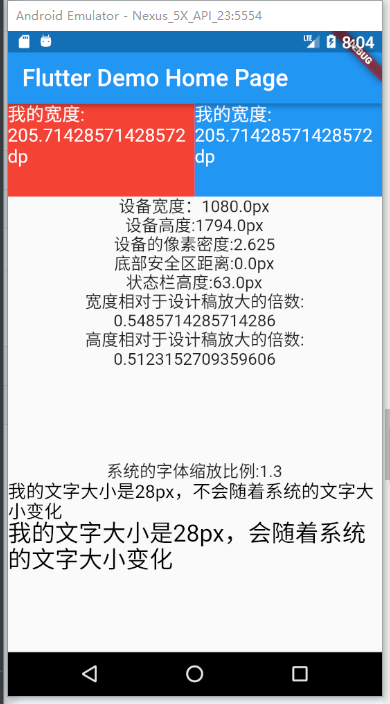 Android Emulator - Nexus_5X_API_23:5554
LTE 8:04
DEBUG
Flutter Demo Home Page
我的宽度:
205.71428571428572
dp
我的宽度:
205.71428571428572
dp
设备宽度：1080.0px
设备高度:1794.0px
设备的像素密度:2.625
底部安全区距离:0.0px
状态栏高度:63.0px
宽度相对于设计稿放大的倍数:
0.5485714285714286
高度相对于设计稿放大的倍数:
0.5123152709359606
系统的字体缩放比例:1.3
我的文字大小是28px，不会随着系统的文字大
小变化
我的文字大小是28px，会随着系统
的文字大小变化